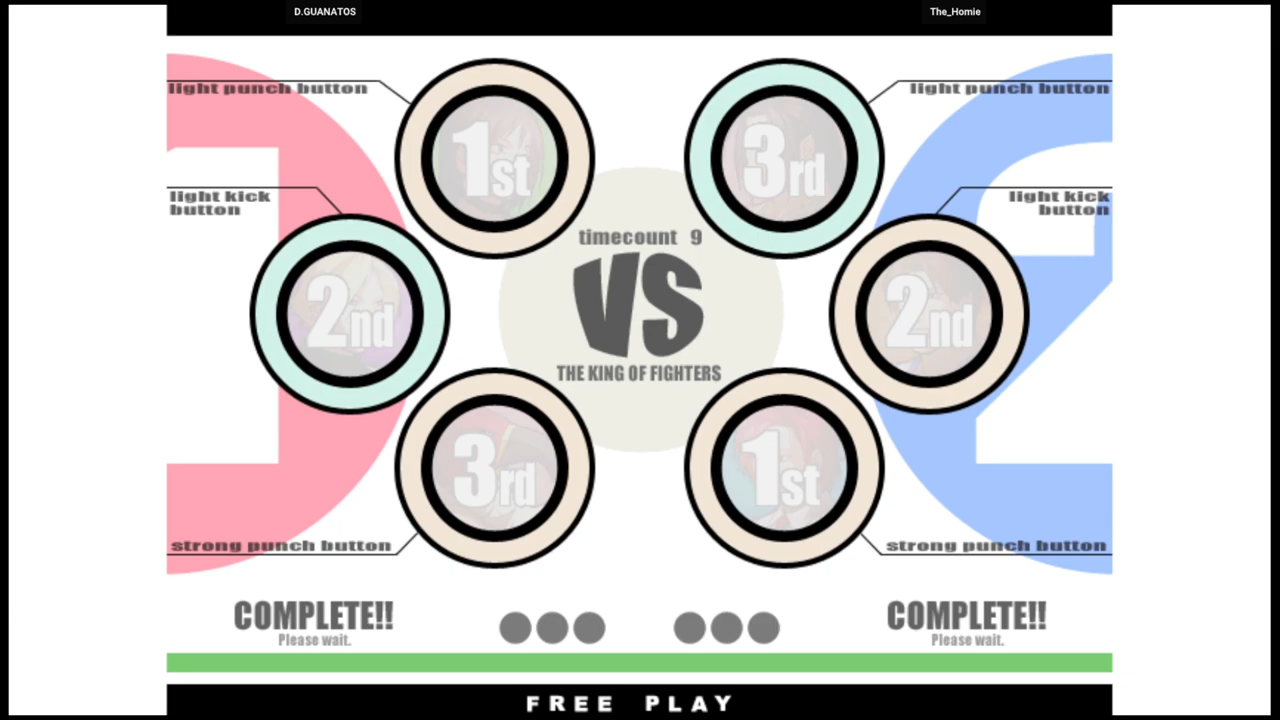 D.GUANATOS The_Homie
light punch button light punch button
1st 3rd
light kick light kick
button button
timecount 9
2nd VS 2nd
THE KING OF FIGHTERS
3rd 1st
strong punch button strong punch button
COMPLETE!! COMPLETE!!
Please wait. Please wait.
FREE PLAY